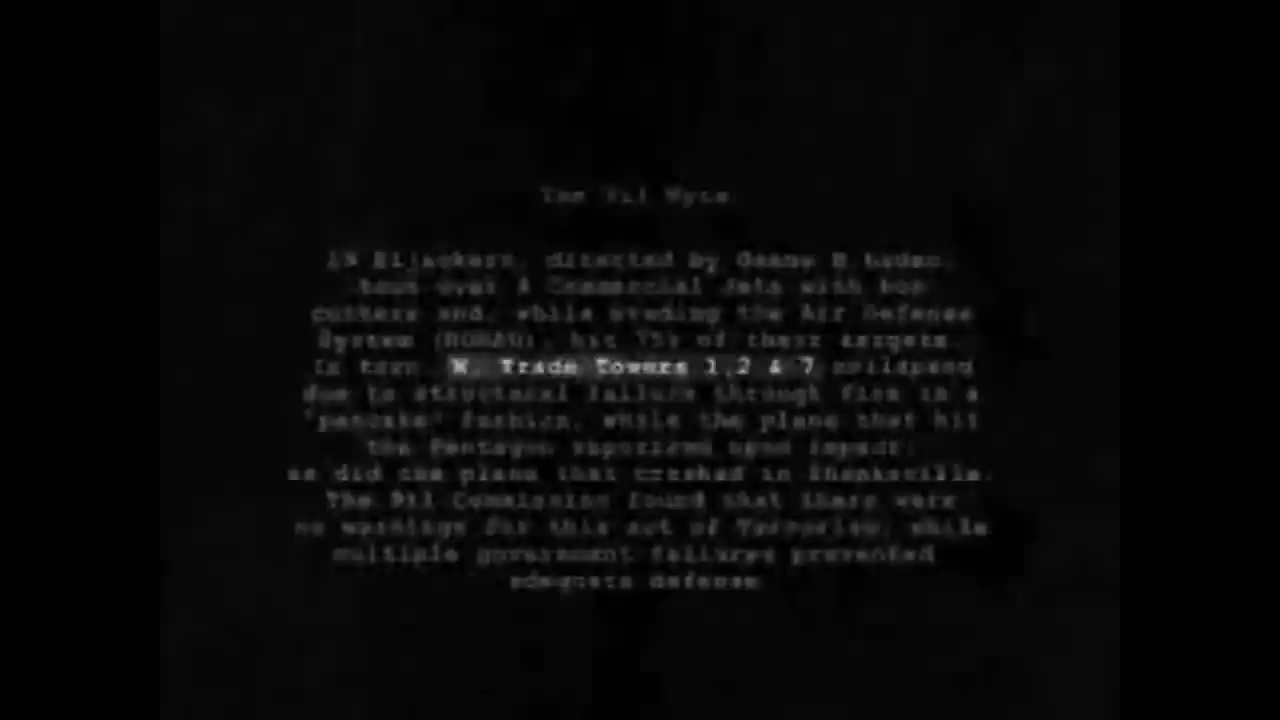 The 911 Myth
19 Hijackers, directed by Osama B Laden,
took over 4 Commercial Jets with box
cutters and, while evading the Air Defense
System (NORAD), hit 75% of their targets.
In turn, W. Trade Towers 1,2 & 7 collapsed
due to structural failure through fire in a
"pancake" fashion, while the plane that hit
the Pentagon vaporized upon impact,
as did the plane that crashed in Shanksville.
The 911 Commission found that there were
no warnings for this act of Terrorism, while
multiple government failures prevented
adequate defense